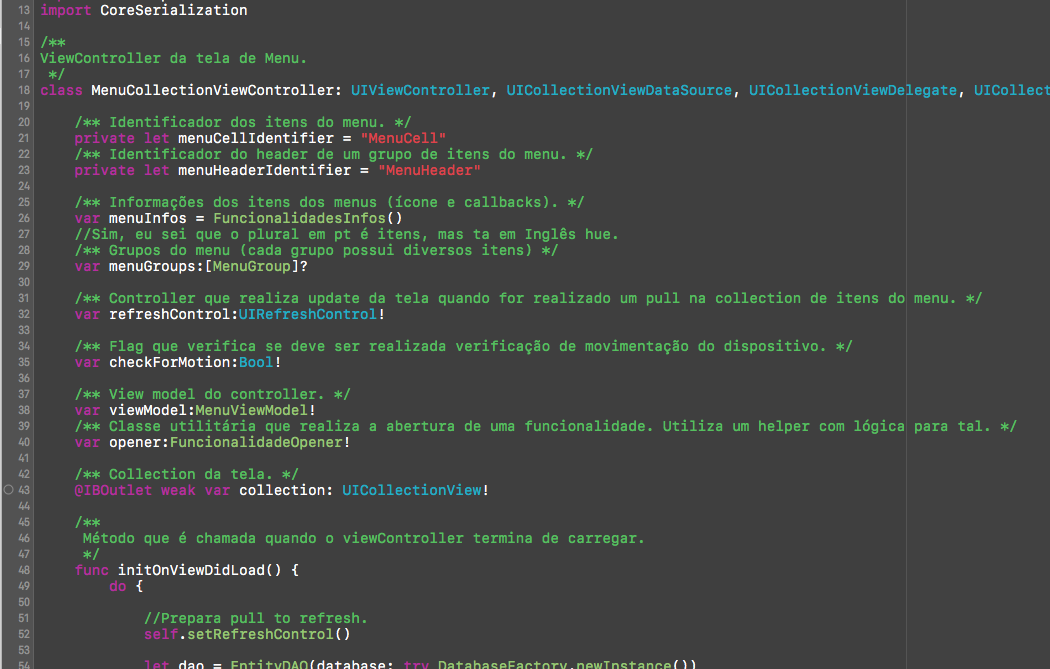 13 import CoreSerialization
14
15 /**
16 ViewController da tela de Menu.
17 */
18 class MenuCollectionViewController: UIViewController, UICollectionViewDataSource, UICollectionViewDelegate, UICollect
19
20 /** Identificador dos itens do menu. */
21 private let menuCellIdentifier = "MenuCell"
22 /** Identificador do header de um grupo de itens do menu. */
23 private let menuHeaderIdentifier = "MenuHeader"
24
25 /** Informações dos itens dos menus (ícone e callbacks). */
26 var menuInfos = FuncionalidadesInfos()
27 //Sim, eu sei que o plural em pt é itens, mas ta em Inglês hue.
28 /** Grupos do menu (cada grupo possui diversos itens) */
29 var menuGroups:[MenuGroup]?
30
31 /** Controller que realiza update da tela quando for realizado um pull na collection de itens do menu. */
32 var refreshControl:UIRefreshControl!
33
34 /** Flag que verifica se deve ser realizada verificação de movimentação do dispositivo. */
35 var checkForMotion:Bool!
36
37 /** View model do controller. */
38 var viewModel:MenuViewModel!
39 /** Classe utilitária que realiza a abertura de uma funcionalidade. Utiliza um helper com lógica para tal. */
40 var opener:FuncionalidadeOpener!
41
42 /** Collection da tela. */
43 @IBOutlet weak var collection: UICollectionView!
44
45 /**
46 Método que é chamada quando o viewController termina de carregar.
47 */
48 func initOnViewDidLoad() {
49 do {
50
51 //Prepara pull to refresh.
52 self.setRefreshControl()
53
54 let dao = EntityDAO(database: try DatabaseFactory.newInstance())